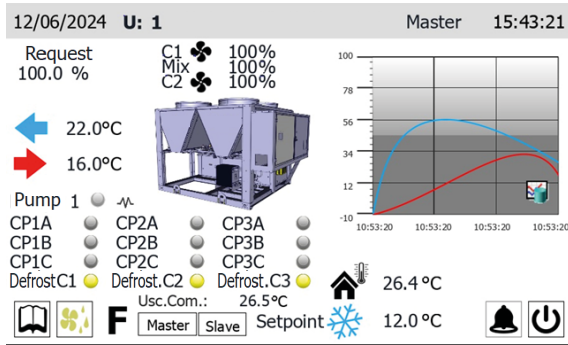 12/06/2024 U: 1 Master 15:43:21
Request
100.0 %
C1 100%
Mix 100%
C2 100%
22.0°C
16.0°C
Pump 1
CP1A CP2A CP3A
CP1B CP2B CP3B
CP1C CP2C CP3C
Defrost C1 Defrost.C2 Defrost.C3
100
78
56
34
12
-10
10:53:20 10:53:20 10:53:20 10:53:20
26.4 °C
F
Usc.Com.: 26.5°C
Master Slave
Setpoint 12.0 °C